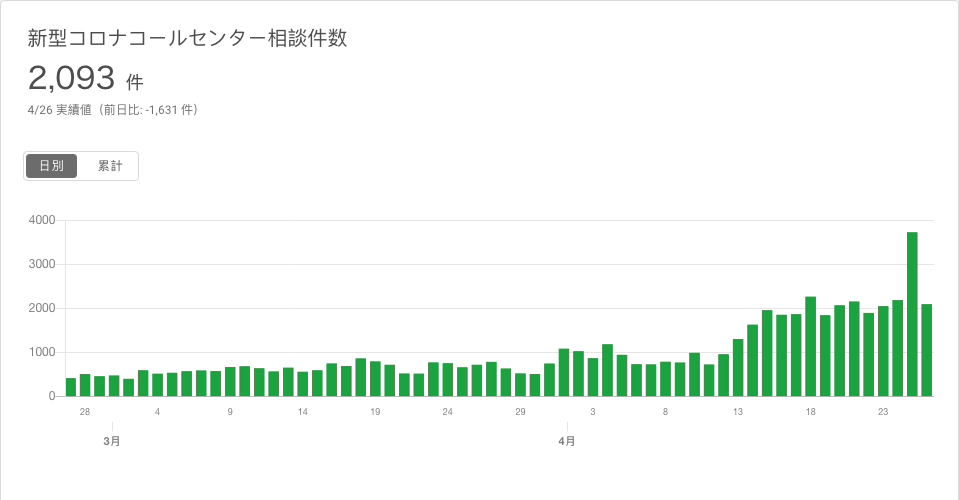 新型コロナコールセンター相談件数
2,093 件
4/26 実績値（前日比: -1,631 件）
日別 累計
4000
3000
2000
1000
0
28 4 9 14 19 24 29 3 8 13 18 23
3月 4月